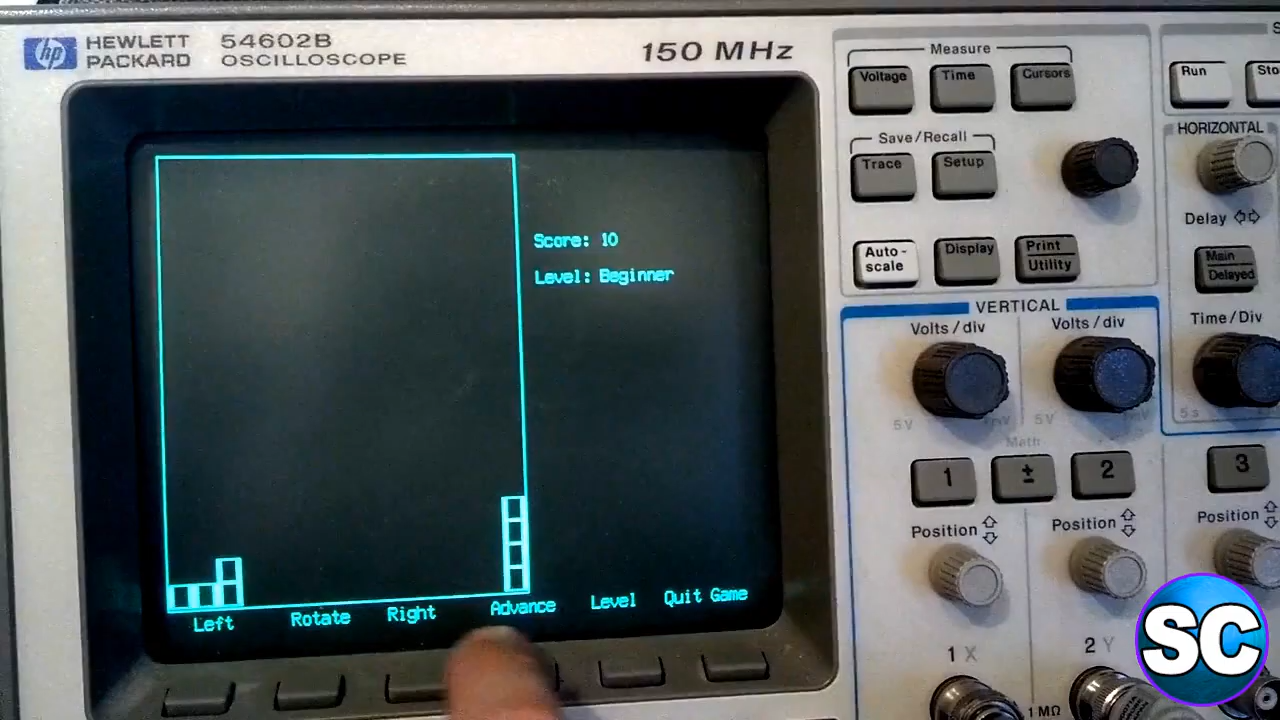 hp HEWLETT PACKARD
54602B OSCILLOSCOPE
150 MHz
Score: 10
Level: Beginner
Left Rotate Right Advance Level Quit Game
Measure
Voltage Time Cursors
Save/Recall
Trace Setup
Auto-scale Display Print Utility
Run Sto
HORIZONTAL
Delay
Main Delayed
Time/Div
5s
VERTICAL
Volts/div Volts/div
5V 5V
Math
1 ± 2 3
Position Position Position
1 X 2 Y
1 MΩ
SC